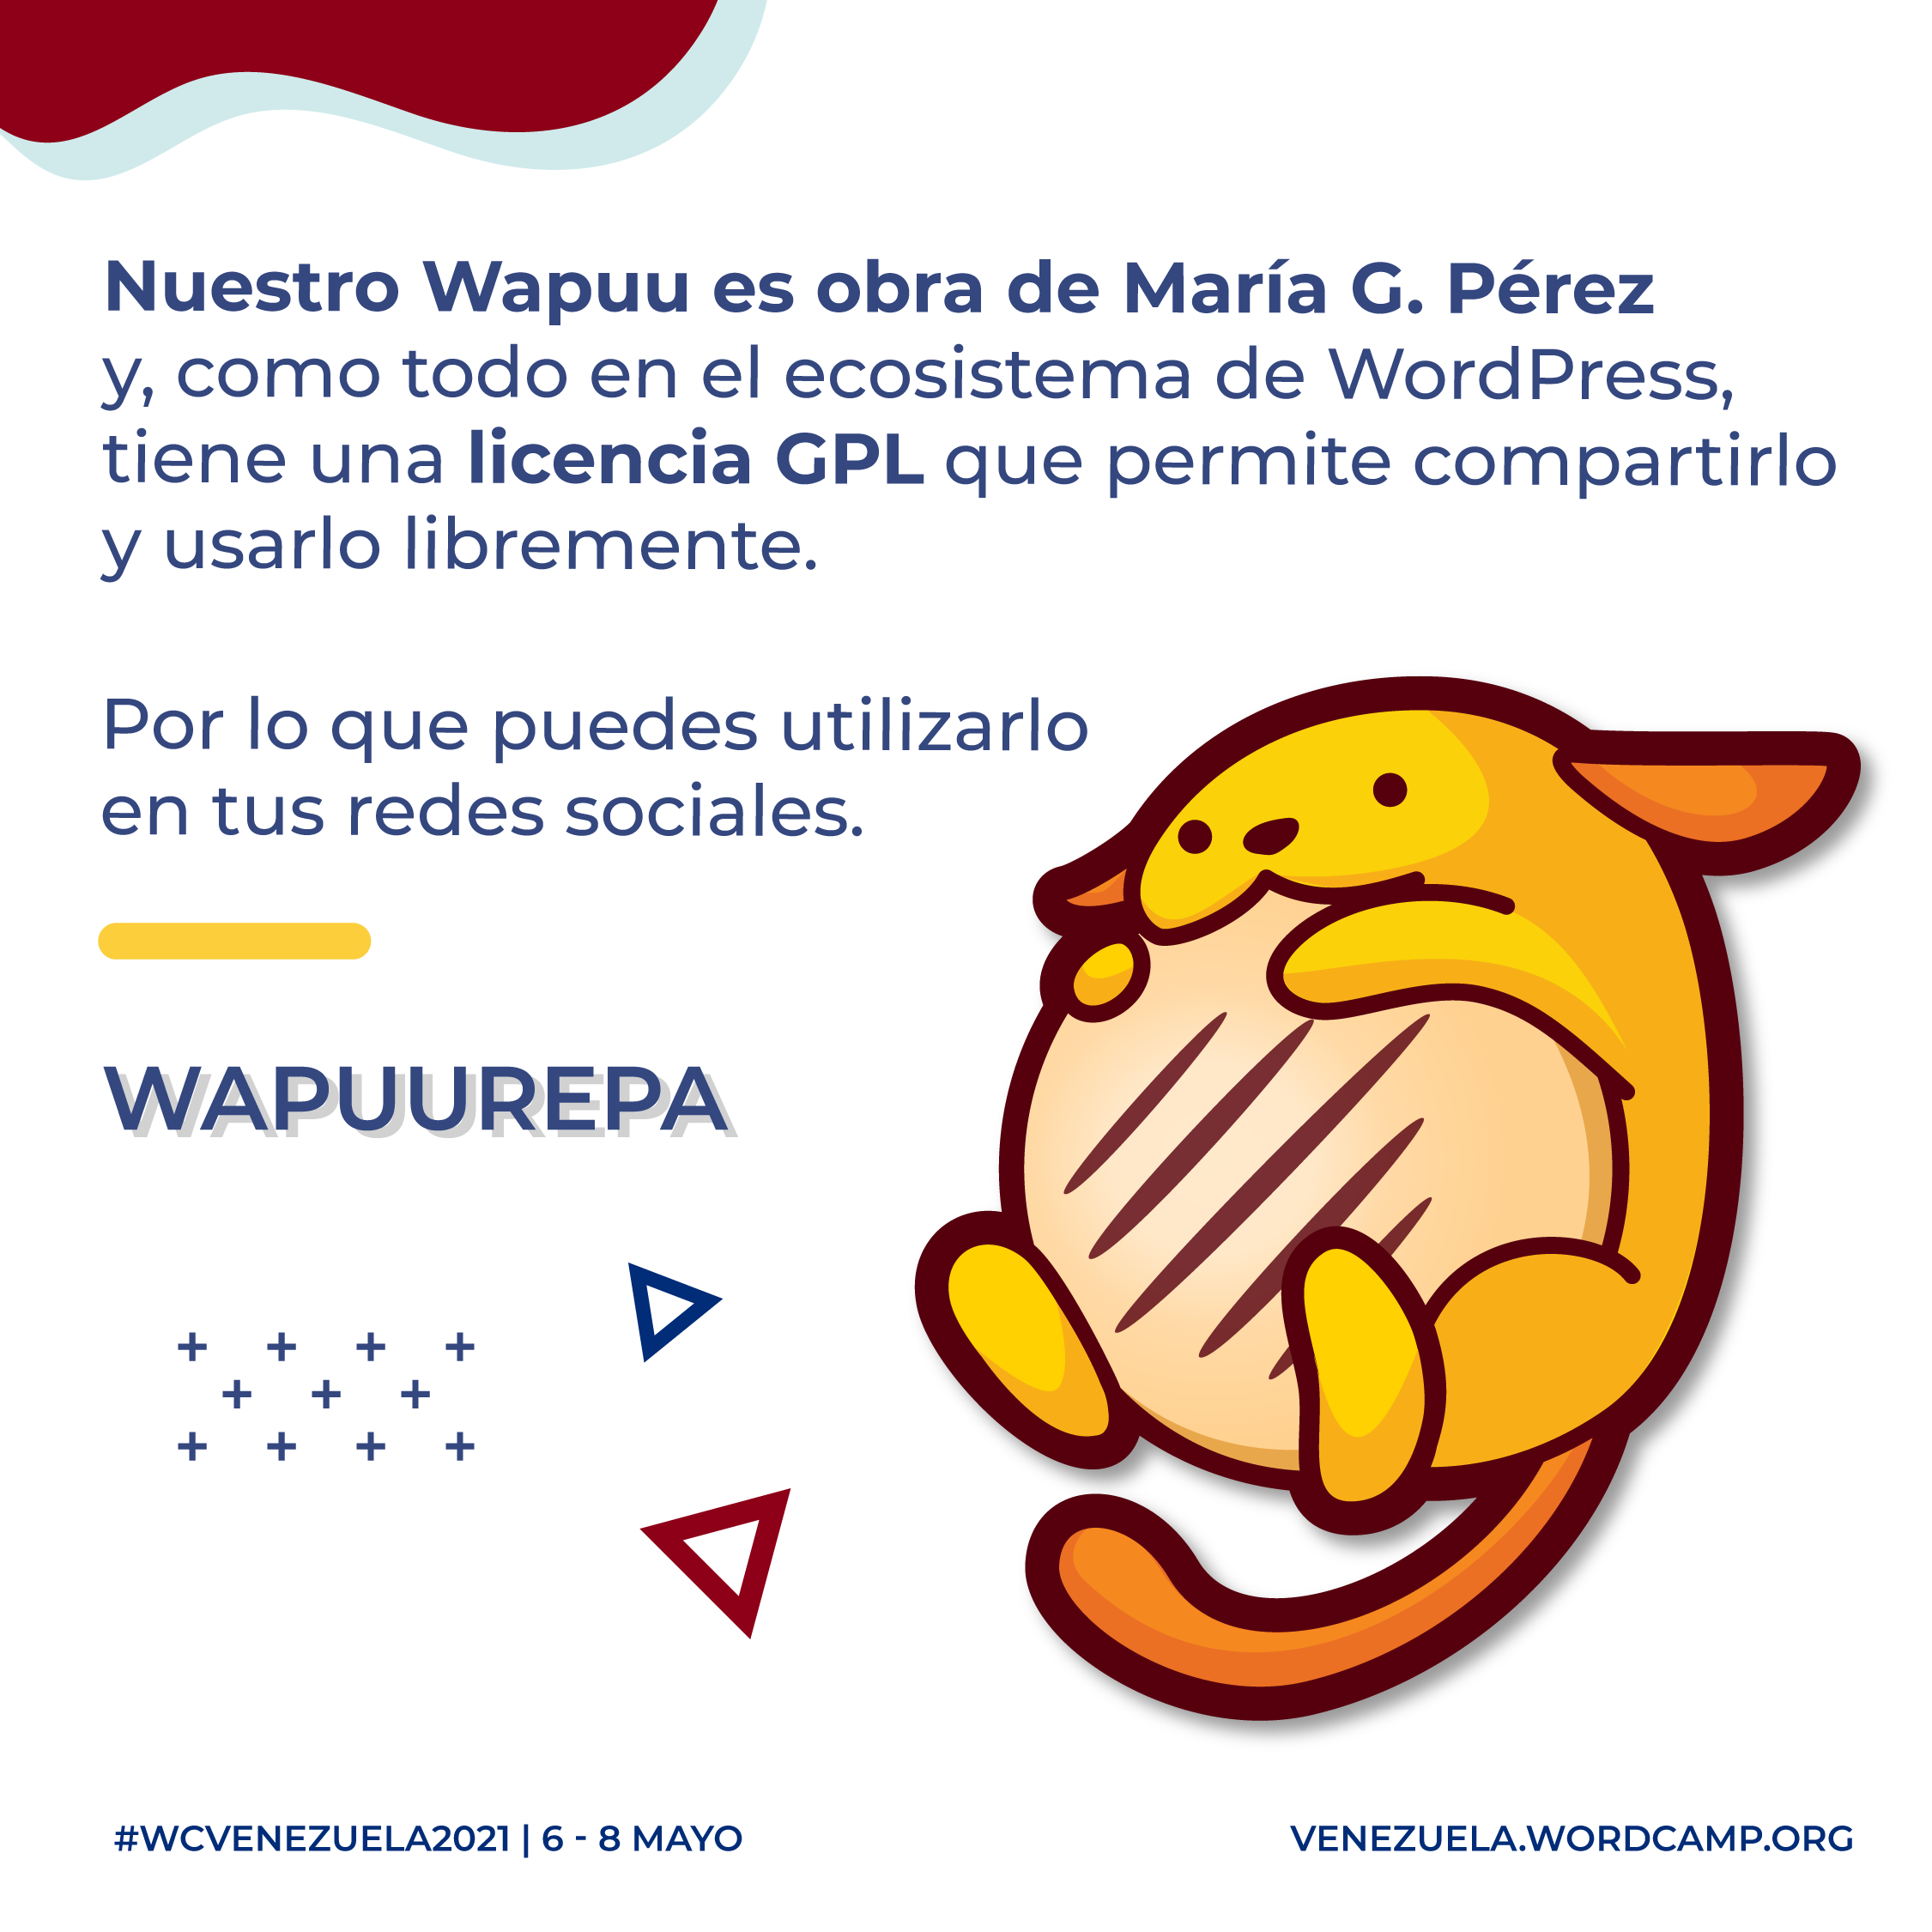 Nuestro Wapuu es obra de María G. Pérez
y, como todo en el ecosistema de WordPress,
tiene una licencia GPL que permite compartirlo
y usarlo libremente.
Por lo que puedes utilizarlo
en tus redes sociales.
WAPUUREPA
#WCVENEZUELA2021 | 6 - 8 MAYO
VENEZUELA.WORDCAMP.ORG